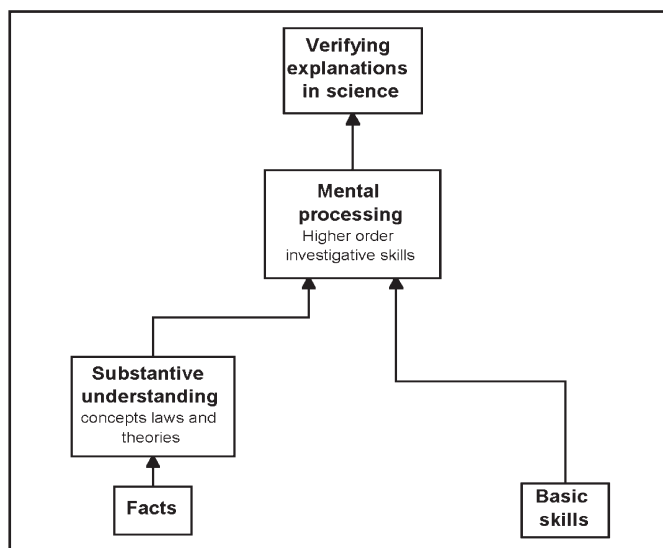 Verifying
explanations
in science
Mental
processing
Higher order
investigative skills
Substantive
understanding
concepts laws and
theories
Facts
Basic
skills